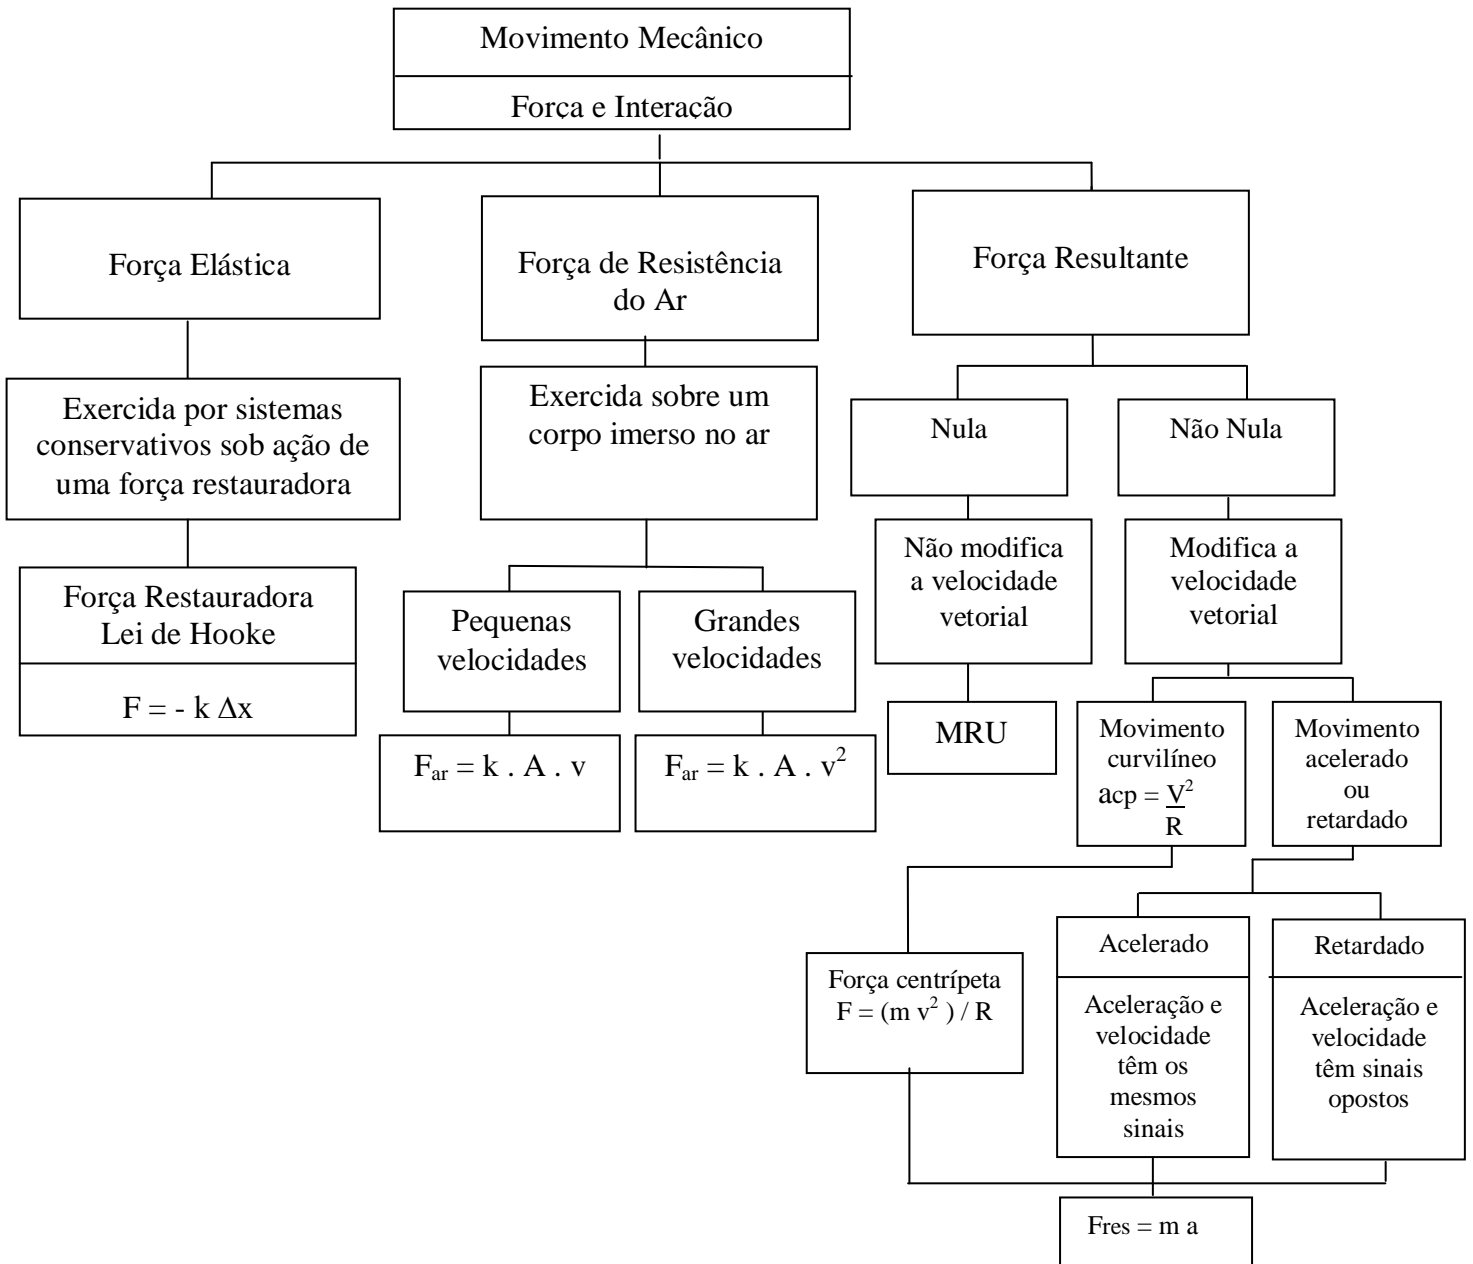 Movimento Mecânico
Força e Interação
Força Elástica
Força de Resistência
do Ar
Força Resultante
Exercida por sistemas
conservativos sob ação de
uma força restauradora
Exercida sobre um
corpo imerso no ar
Nula
Não Nula
Força Restauradora
Lei de Hooke
F = - k Δx
Pequenas
velocidades
Grandes
velocidades
Não modifica
a velocidade
vetorial
Modifica a
velocidade
vetorial
F_ar = k . A . v
F_ar = k . A . v²
MRU
Movimento
curvilíneo
acp = V²
R
Movimento
acelerado
ou
retardado
Força centrípeta
F = (m v² ) / R
Acelerado
Aceleração e
velocidade
têm os
mesmos
sinais
Retardado
Aceleração e
velocidade
têm sinais
opostos
Fres = m a